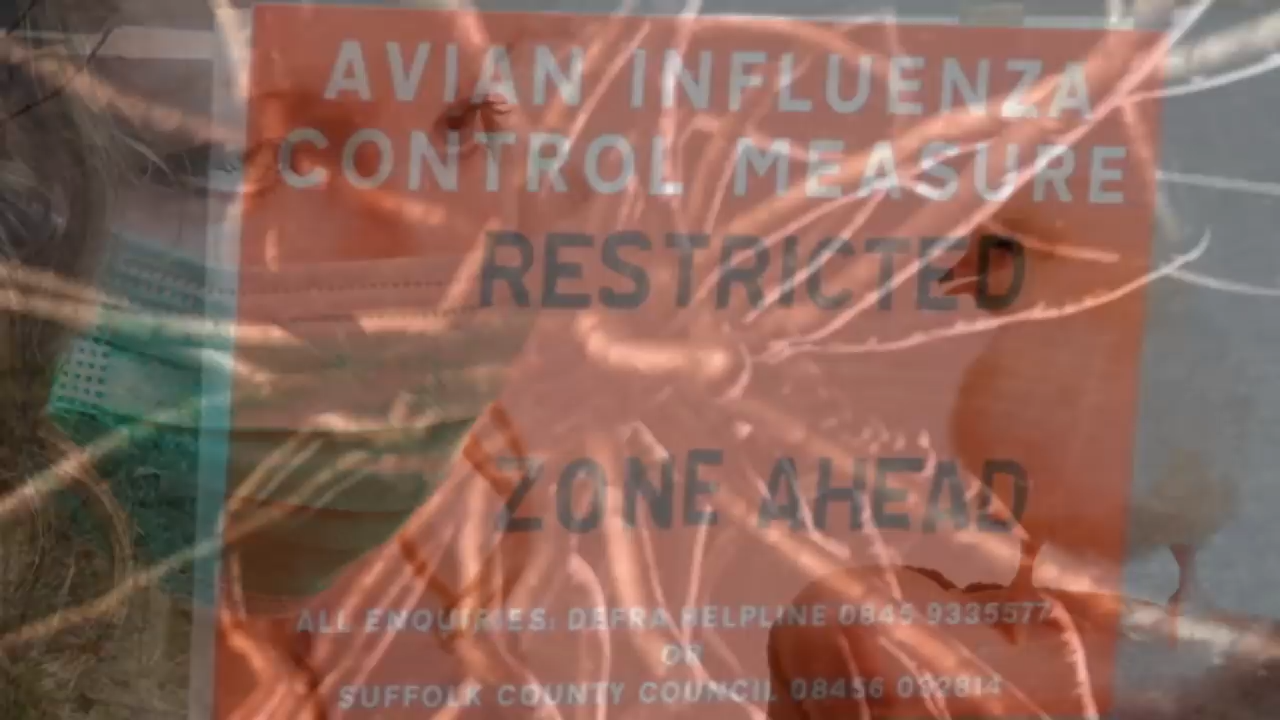 AVIAN INFLUENZA
CONTROL MEASURE
RESTRICTED
ZONE AHEAD
ALL ENQUIRIES: DEFRA HELPLINE 0845 9335577
OR
SUFFOLK COUNTY COUNCIL 08456 032814